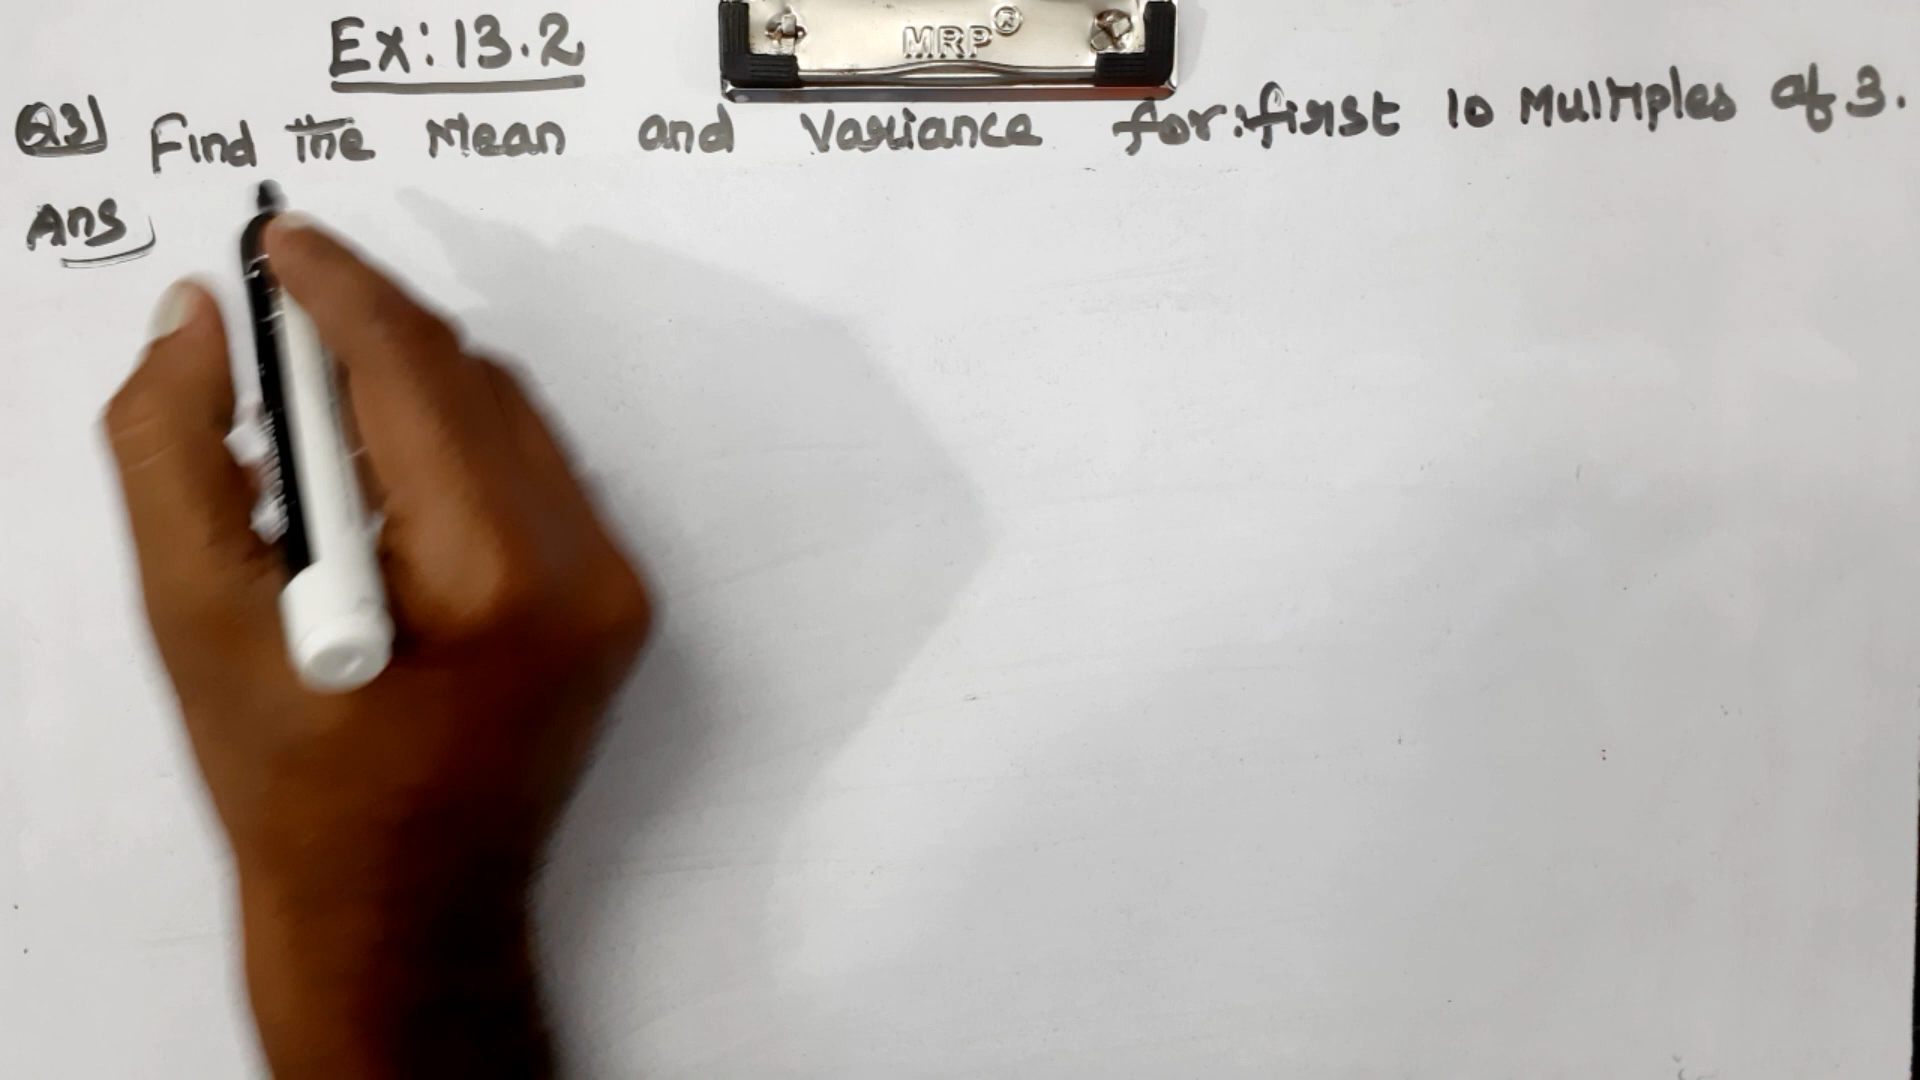 MRP®
Ex: 13.2
Q3) Find the Mean and Variance for: first 10 Multiples of 3.
Ans